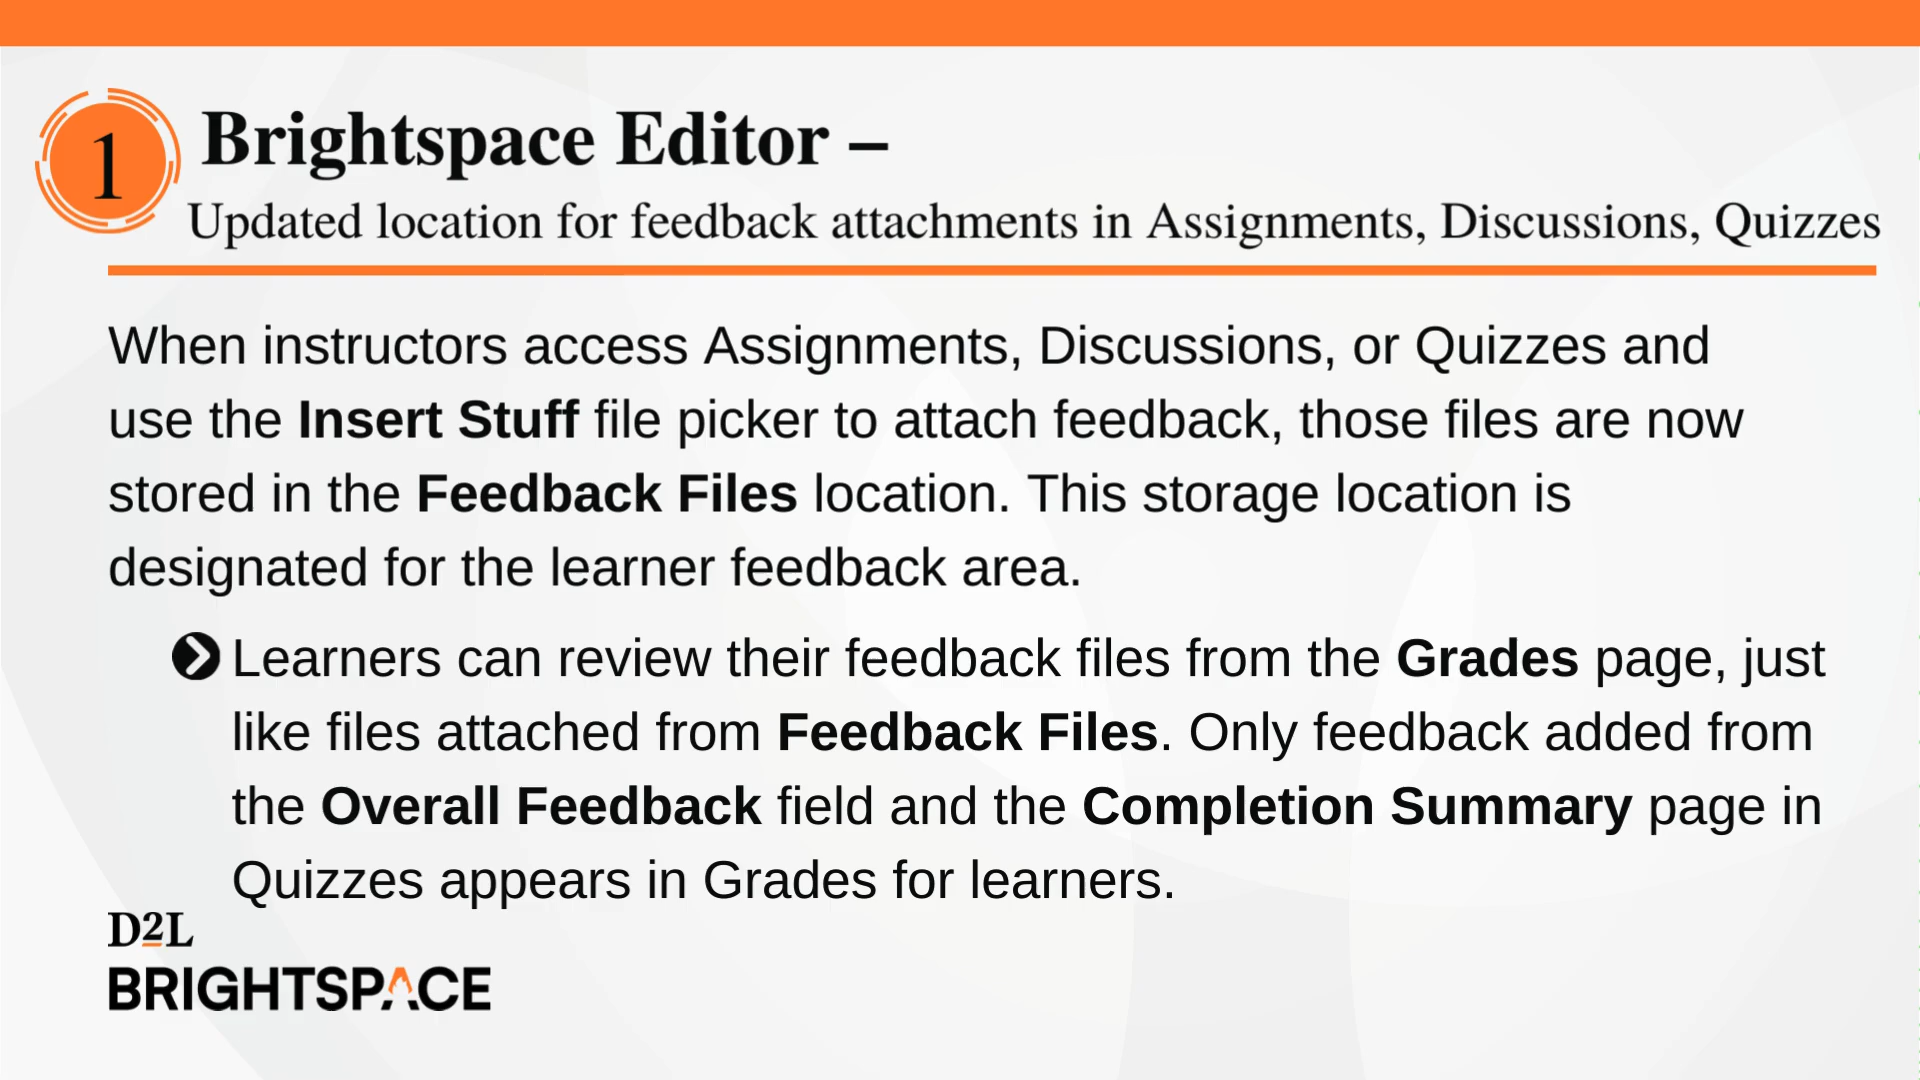 1
Brightspace Editor –
Updated location for feedback attachments in Assignments, Discussions, Quizzes
When instructors access Assignments, Discussions, or Quizzes and
use the Insert Stuff file picker to attach feedback, those files are now
stored in the Feedback Files location. This storage location is
designated for the learner feedback area.
Learners can review their feedback files from the Grades page, just
like files attached from Feedback Files. Only feedback added from
the Overall Feedback field and the Completion Summary page in
Quizzes appears in Grades for learners.
D2L
BRIGHTSPACE